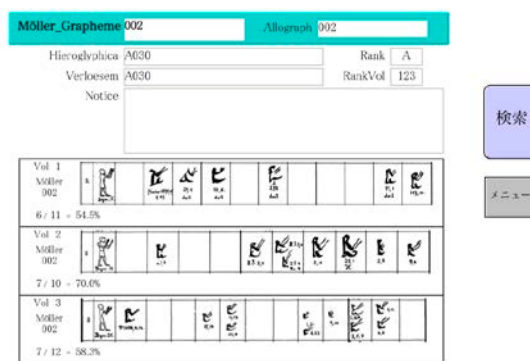 Möller_Grapheme 002
Allograph 002
Hieroglyphica A030
Rank A
Verloesem A030
RankVol 123
Notice
検索
メニュー
Vol 1
Möller
002
6 / 11 = 54.5%
Vol 2
Möller
002
7 / 10 = 70.0%
Vol 3
Möller
002
7 / 12 = 58.3%